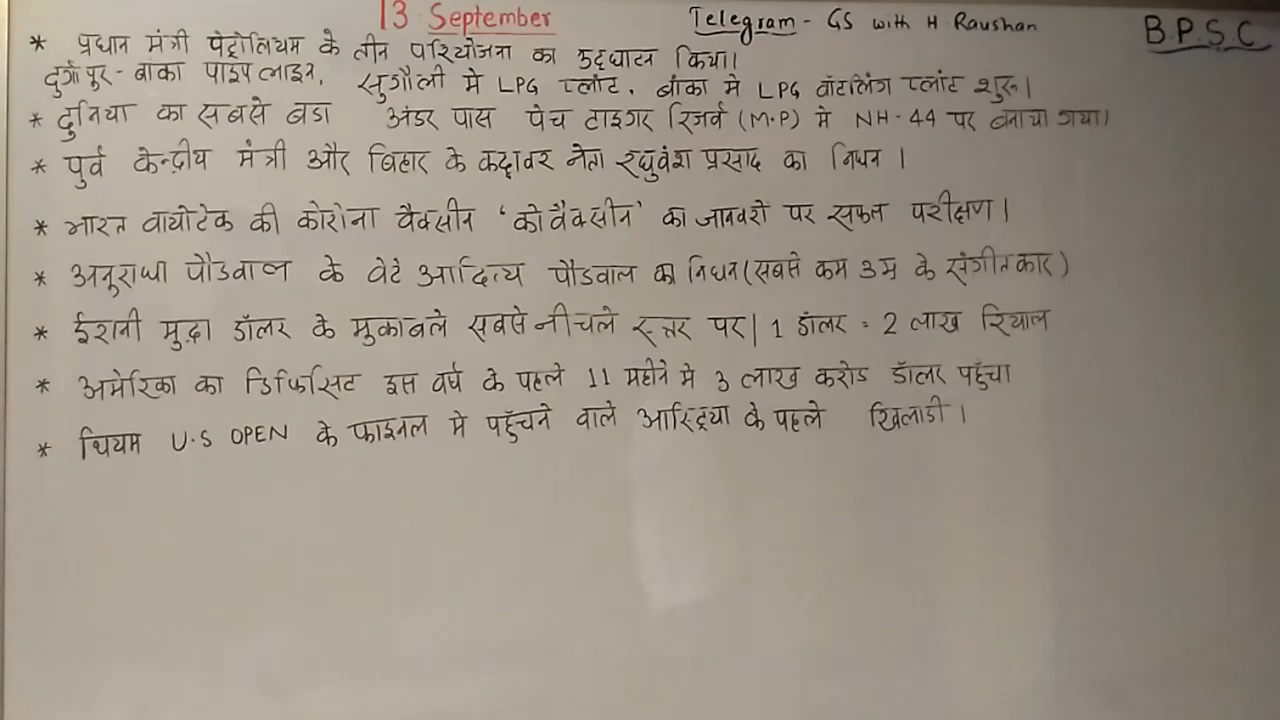 13 September Telegram - GS with H Raushan B.P.S.C
* प्रधान मंत्री पेट्रोलियम के तीन परियोजना का उद्घाटन किया।
दुर्गापुर - बांका पाइप लाइन, सुगौली मे LPG प्लांट, बांका मे LPG बॉटलिंग प्लांट शुरू।
* दुनिया का सबसे बडा अंडर पास पेच टाइगर रिजर्व (M.P) मे NH-44 पर बनाया गया।
* पुर्व केन्द्रीय मंत्री और बिहार के कद्दावर नेता रघुवंश प्रसाद का निधन।
* भारत बायोटेक की कोरोना वैक्सीन 'को वैक्सीन' का जानवरो पर सफल परीक्षण।
* अनुराधा पौडवाल के बेटे आदित्य पौडवाल का निधन (सबसे कम उम्र के संगीतकार)
* ईरानी मुद्रा डॉलर के मुकाबले सबसे नीचले स्तर पर| 1 डॉलर = 2 लाख रियाल
* अमेरिका का डिफिसिट इस वर्ष के पहले 11 महीने मे 3 लाख करोड डॉलर पहुँचा
* थियम U.S OPEN के फाइनल मे पहुँचने वाले आस्ट्रिया के पहले खिलाडी।